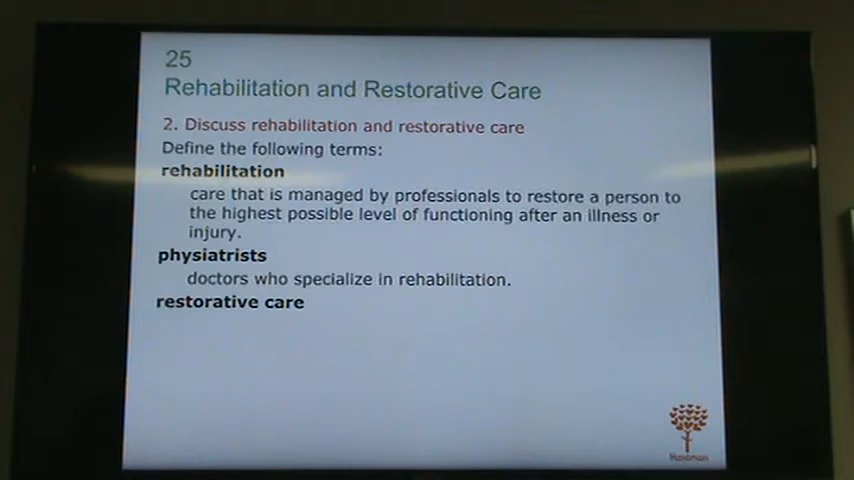 25
Rehabilitation and Restorative Care
2. Discuss rehabilitation and restorative care
Define the following terms:
rehabilitation
care that is managed by professionals to restore a person to
the highest possible level of functioning after an illness or
injury.
physiatrists
doctors who specialize in rehabilitation.
restorative care
Hartman